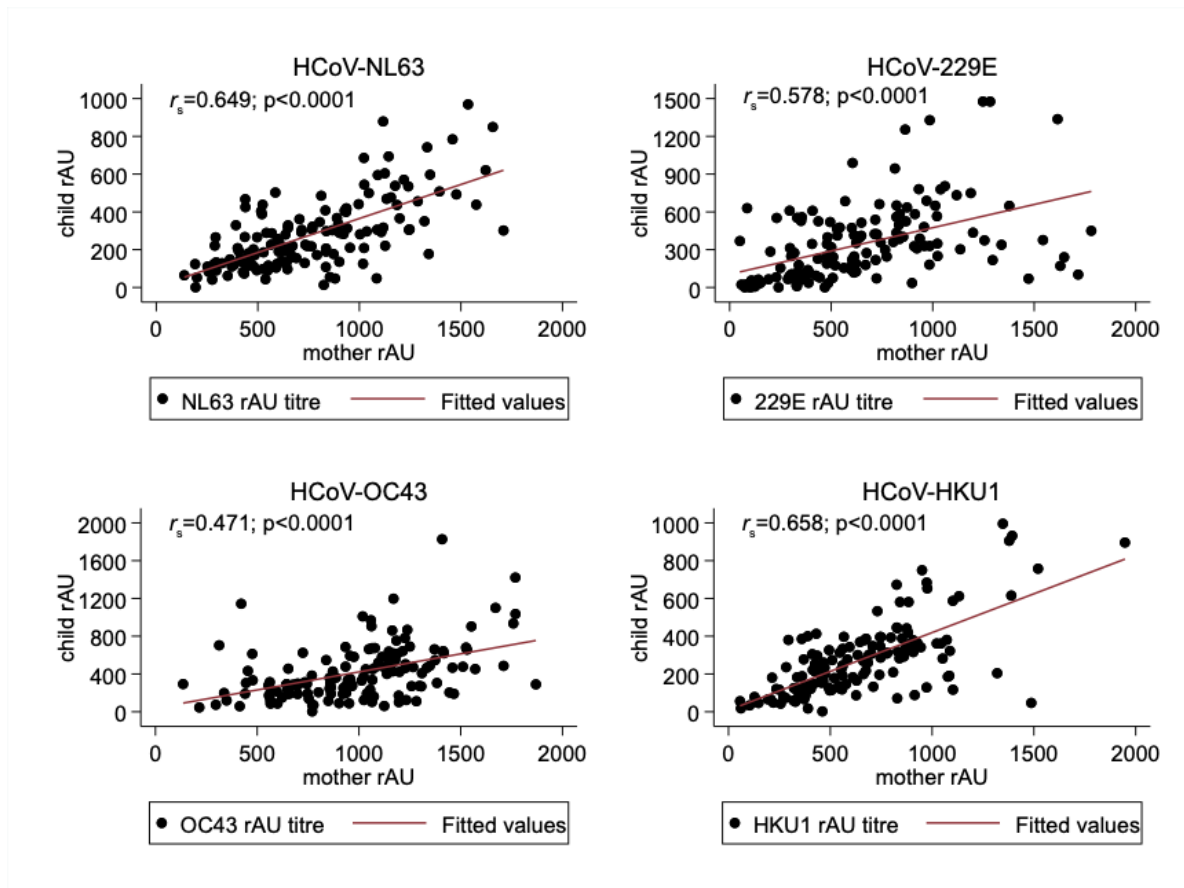 HCoV-NL63
rs=0.649; p<0.0001
child rAU
1000
800
600
400
200
0
0 500 1000 1500 2000
mother rAU
NL63 rAU titre Fitted values
HCoV-229E
rs=0.578; p<0.0001
child rAU
1500
1200
900
600
300
0
0 500 1000 1500 2000
mother rAU
229E rAU titre Fitted values
HCoV-OC43
rs=0.471; p<0.0001
child rAU
2000
1600
1200
800
400
0
0 500 1000 1500 2000
mother rAU
OC43 rAU titre Fitted values
HCoV-HKU1
rs=0.658; p<0.0001
child rAU
1000
800
600
400
200
0
0 500 1000 1500 2000
mother rAU
HKU1 rAU titre Fitted values